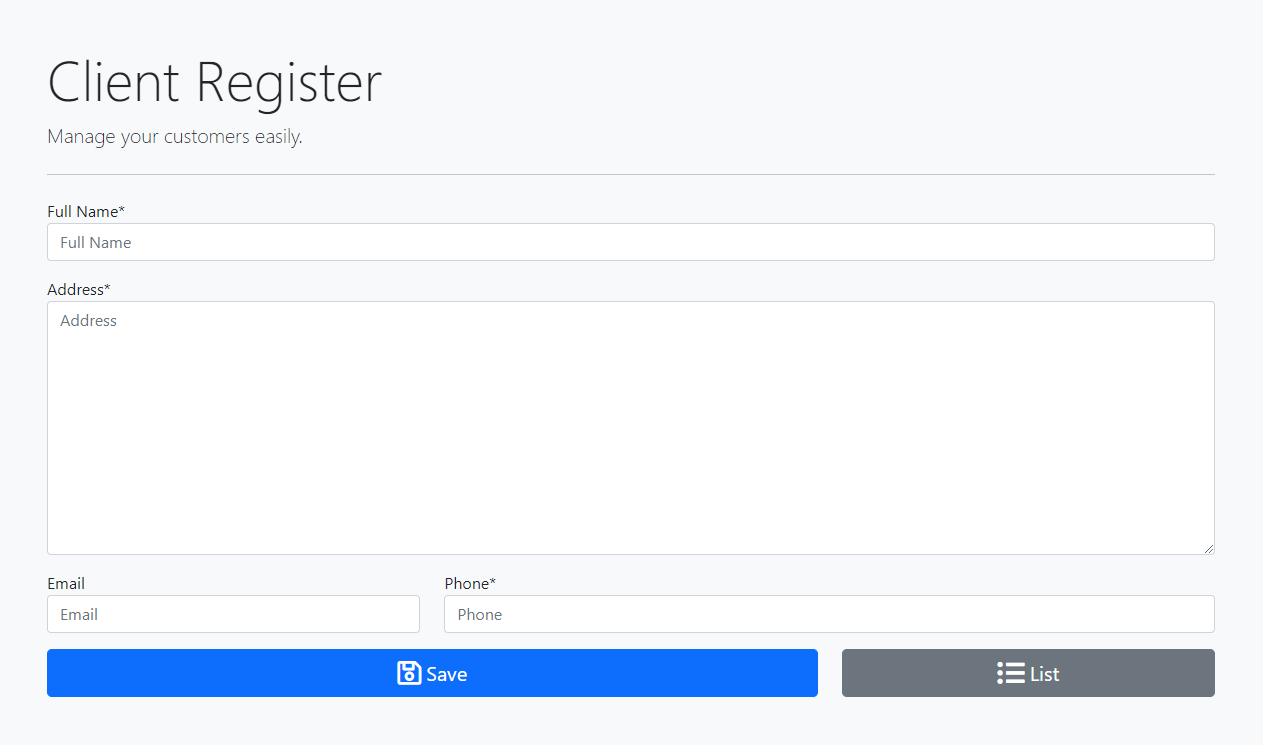 Client Register
Manage your customers easily.
Full Name*
Full Name
Address*
Address
Email
Phone*
Email
Phone
Save
List